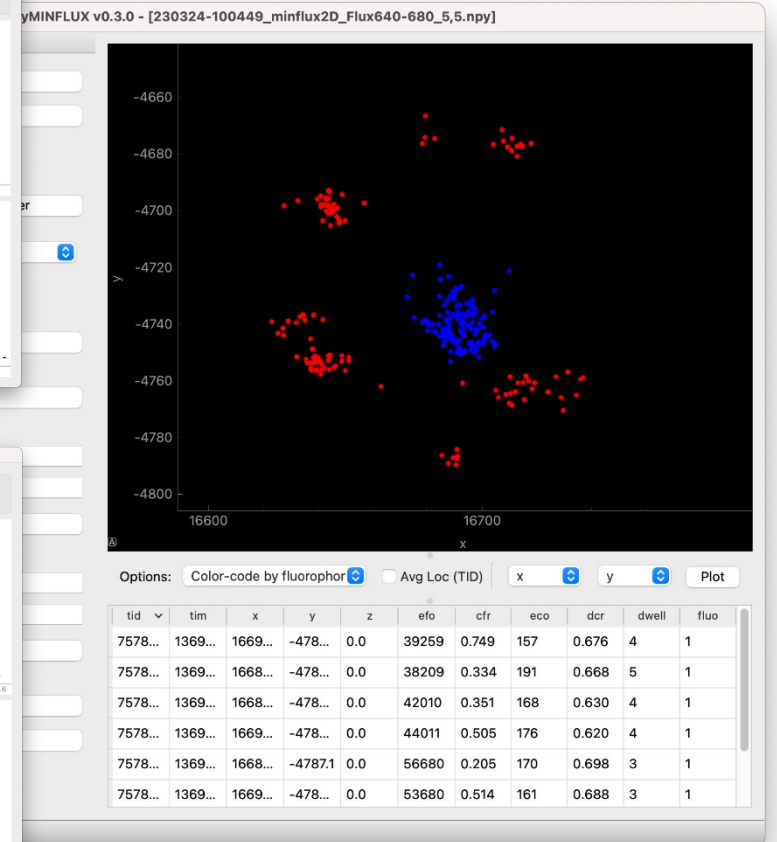 yMINFLUX v0.3.0 - [230324-100449_minflux2D_Flux640-680_5,5.npy]
er
-4660
-4680
-4700
-4720
-4740
-4760
-4780
-4800
y
16600 16700
x
Options: Color-code by fluorophor Avg Loc (TID) x y Plot
tid tim x y z efo cfr eco dcr dwell fluo
7578... 1369... 1669... -478... 0.0 39259 0.749 157 0.676 4 1
7578... 1369... 1668... -478... 0.0 38209 0.334 191 0.668 5 1
7578... 1369... 1668... -478... 0.0 42010 0.351 168 0.630 4 1
7578... 1369... 1669... -478... 0.0 44011 0.505 176 0.620 4 1
7578... 1369... 1668... -4787.1 0.0 56680 0.205 170 0.698 3 1
7578... 1369... 1669... -478... 0.0 53680 0.514 161 0.688 3 1